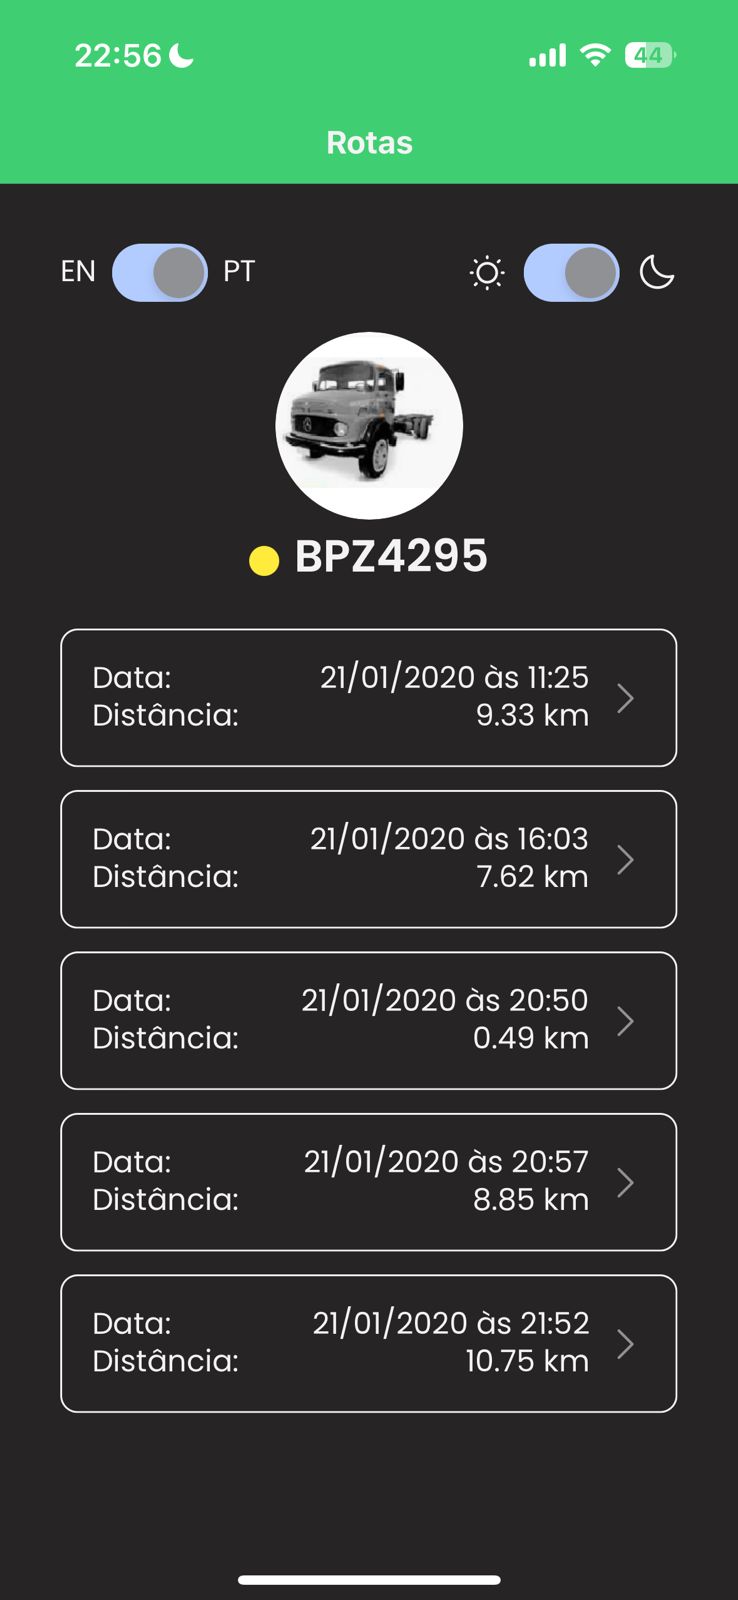 22:56
44
Rotas
EN PT
BPZ4295
Data: 21/01/2020 às 11:25
Distância: 9.33 km
Data: 21/01/2020 às 16:03
Distância: 7.62 km
Data: 21/01/2020 às 20:50
Distância: 0.49 km
Data: 21/01/2020 às 20:57
Distância: 8.85 km
Data: 21/01/2020 às 21:52
Distância: 10.75 km